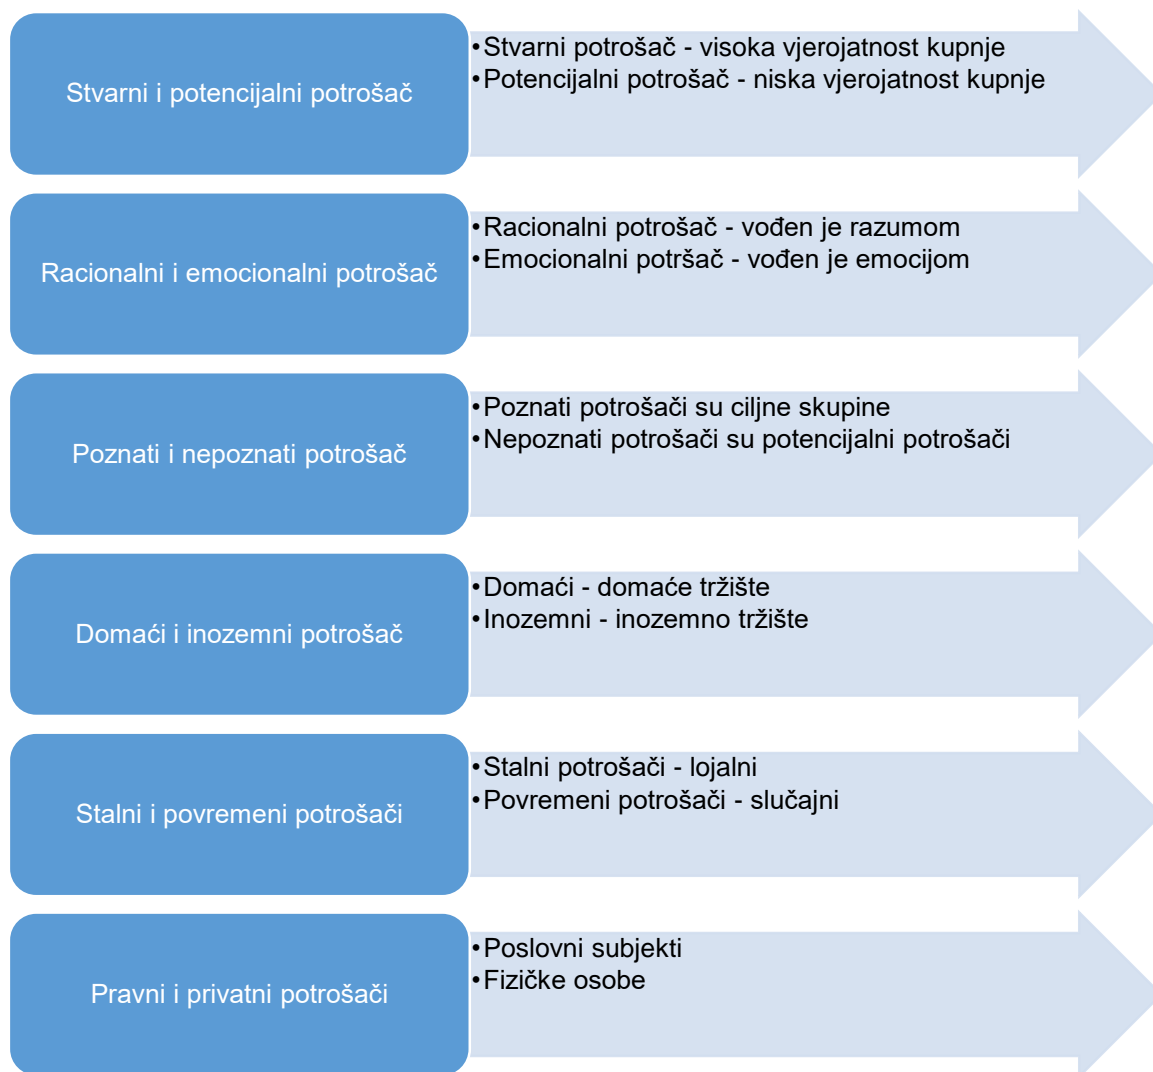 Stvarni i potencijalni potrošač
•Stvarni potrošač - visoka vjerojatnost kupnje
•Potencijalni potrošač - niska vjerojatnost kupnje
Racionalni i emocionalni potrošač
•Racionalni potrošač - vođen je razumom
•Emocionalni potršač - vođen je emocijom
Poznati i nepoznati potrošač
•Poznati potrošači su ciljne skupine
•Nepoznati potrošači su potencijalni potrošači
Domaći i inozemni potrošač
•Domaći - domaće tržište
•Inozemni - inozemno tržište
Stalni i povremeni potrošači
•Stalni potrošači - lojalni
•Povremeni potrošači - slučajni
Pravni i privatni potrošači
•Poslovni subjekti
•Fizičke osobe